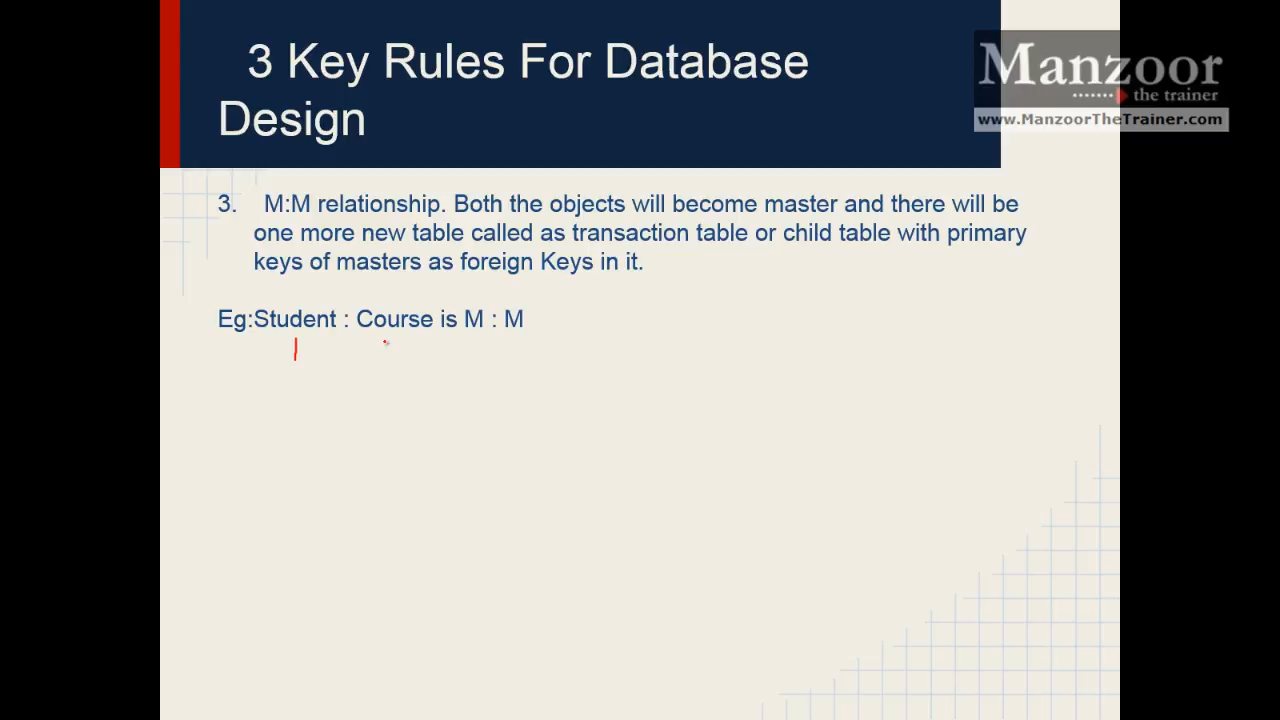 3 Key Rules For Database
Design
Manzoor
the trainer
www.ManzoorTheTrainer.com
3. M:M relationship. Both the objects will become master and there will be
one more new table called as transaction table or child table with primary
keys of masters as foreign Keys in it.
Eg:Student : Course is M : M